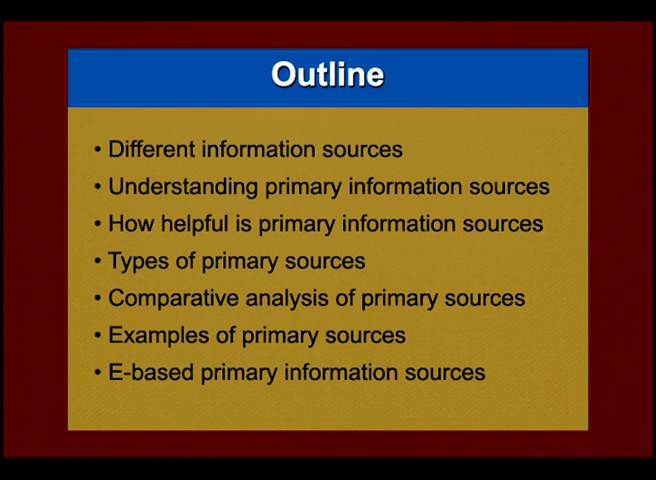 Outline
• Different information sources
• Understanding primary information sources
• How helpful is primary information sources
• Types of primary sources
• Comparative analysis of primary sources
• Examples of primary sources
• E-based primary information sources